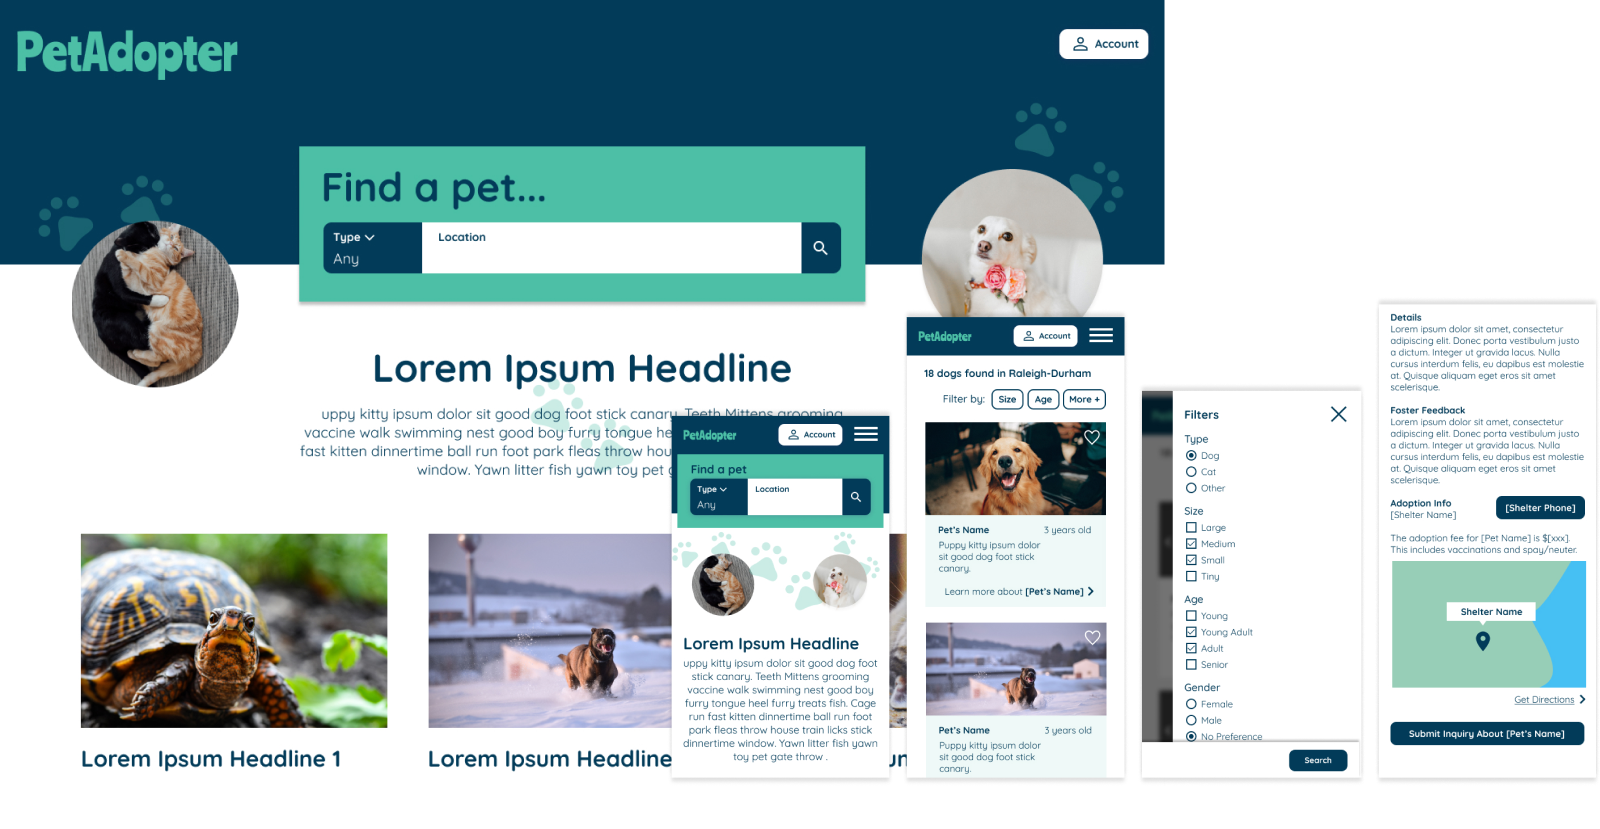 PetAdopter
Account
Find a pet...
Type
Any
Location
Lorem Ipsum Headline
uppy kitty ipsum dolor sit good dog foot stick canary. Teeth Mittens grooming
vaccine walk swimming nest good boy furry tongue he
fast kitten dinnertime ball run foot park fleas throw hou
window. Yawn litter fish yawn toy pet g
Lorem Ipsum Headline 1
Lorem Ipsum Headline
PetAdopter
Account
Find a pet
Type
Any
Location
Lorem Ipsum Headline
uppy kitty ipsum dolor sit good dog foot
stick canary. Teeth Mittens grooming
vaccine walk swimming nest good boy
furry tongue heel furry treats fish. Cage
run fast kitten dinnertime ball run foot
park fleas throw house train licks stick
dinnertime window. Yawn litter fish yawn
toy pet gate throw .
PetAdopter
Account
18 dogs found in Raleigh-Durham
Filter by:
Size
Age
More +
Pet's Name
3 years old
Puppy kitty ipsum dolor
sit good dog foot stick
canary.
Learn more about [Pet's Name]
Pet's Name
3 years old
Puppy kitty ipsum dolor
sit good dog foot stick
canary.
Filters
Type
Dog
Cat
Other
Size
Large
Medium
Small
Tiny
Age
Young
Young Adult
Adult
Senior
Gender
Female
Male
No Preference
Search
Details
Lorem ipsum dolor sit amet, consectetur
adipiscing elit. Donec porta vestibulum justo
a dictum. Integer ut gravida lacus. Nulla
cursus interdum felis, eu dapibus est molestie
at. Quisque aliquam eget eros sit amet
scelerisque.
Foster Feedback
Lorem ipsum dolor sit amet, consectetur
adipiscing elit. Donec porta vestibulum justo
a dictum. Integer ut gravida lacus. Nulla
cursus interdum felis, eu dapibus est molestie
at. Quisque aliquam eget eros sit amet
scelerisque.
Adoption Info
[Shelter Name]
[Shelter Phone]
The adoption fee for [Pet Name] is $[xxx].
This includes vaccinations and spay/neuter.
Shelter Name
Get Directions
Submit Inquiry About [Pet's Name]